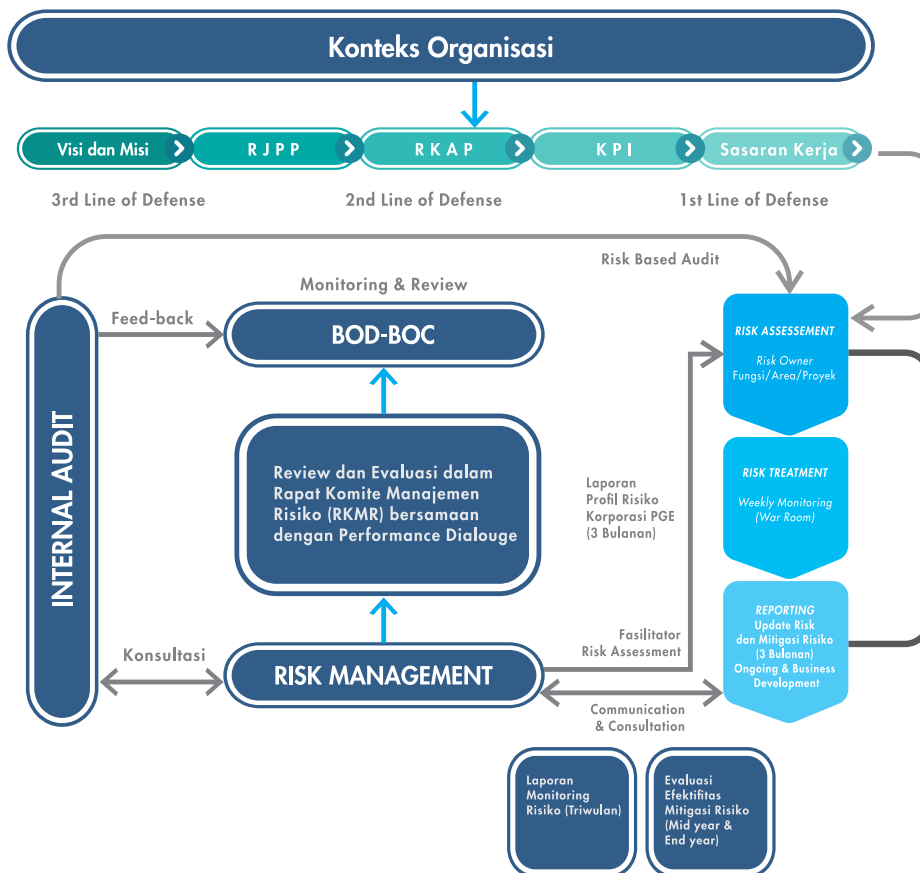 Konteks Organisasi
Visi dan Misi
RJPP
RKAP
KPI
Sasaran Kerja
3rd Line of Defense
2nd Line of Defense
1st Line of Defense
Risk Based Audit
Monitoring & Review
Feed-back
BOD-BOC
INTERNAL AUDIT
RISK ASSESSEMENT
Risk Owner
Fungsi/Area/Proyek
Review dan Evaluasi dalam
Rapat Komite Manajemen
Risiko (RKMR) bersamaan
dengan Performance Dialouge
Laporan
Profil Risiko
Korporasi PGE
(3 Bulanan)
RISK TREATMENT
Weekly Monitoring
(War Room)
REPORTING
Update Risk
dan Mitigasi Risiko
(3 Bulanan)
Ongoing & Business
Development
Konsultasi
RISK MANAGEMENT
Fasilitator
Risk Assessment
Communication
& Consultation
Laporan
Monitoring
Risiko (Triwulan)
Evaluasi
Efektifitas
Mitigasi Risiko
(Mid year &
End year)